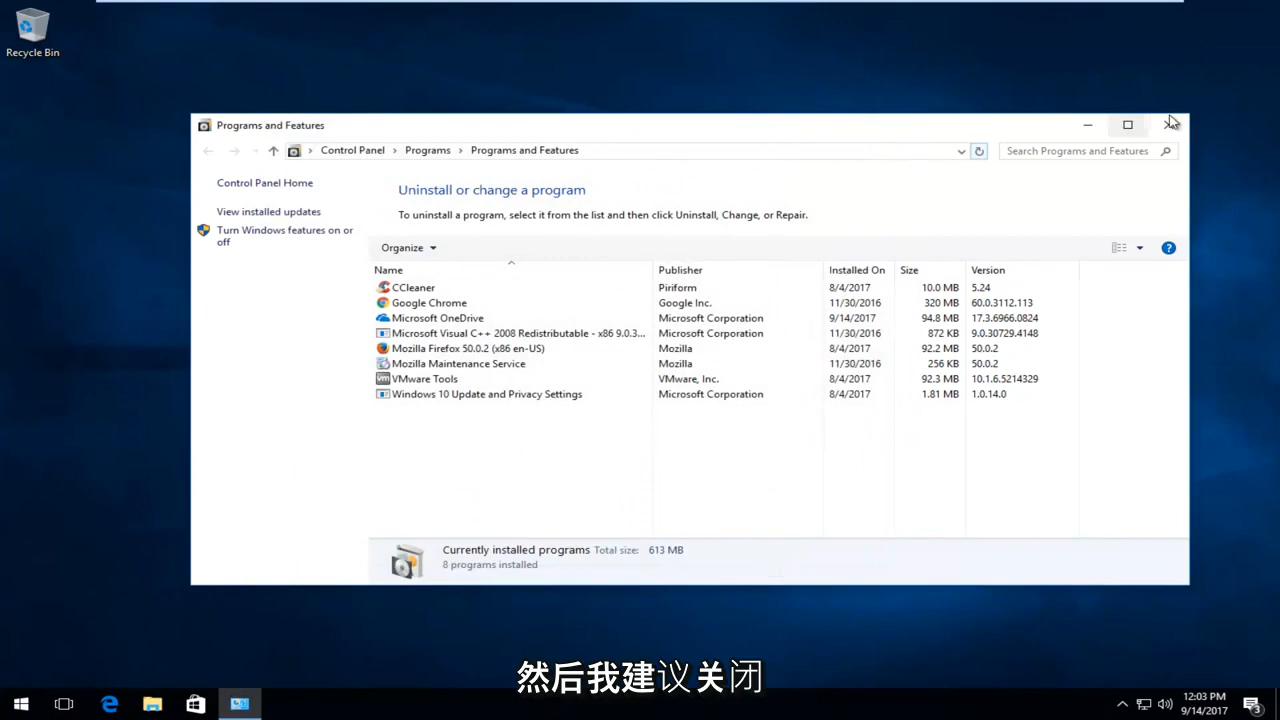 Recycle Bin
Programs and Features
Control Panel > Programs > Programs and Features
Search Programs and Features
Control Panel Home
View installed updates
Turn Windows features on or
off
Uninstall or change a program
To uninstall a program, select it from the list and then click Uninstall, Change, or Repair.
Organize
Name Publisher Installed On Size Version
CCleaner Piriform 8/4/2017 10.0 MB 5.24
Google Chrome Google Inc. 11/30/2016 320 MB 60.0.3112.113
Microsoft OneDrive Microsoft Corporation 9/14/2017 94.8 MB 17.3.6966.0824
Microsoft Visual C++ 2008 Redistributable - x86 9.0.3... Microsoft Corporation 11/30/2016 872 KB 9.0.30729.4148
Mozilla Firefox 50.0.2 (x86 en-US) Mozilla 8/4/2017 92.2 MB 50.0.2
Mozilla Maintenance Service Mozilla 11/30/2016 256 KB 50.0.2
VMware Tools VMware, Inc. 8/4/2017 92.3 MB 10.1.6.5214329
Windows 10 Update and Privacy Settings Microsoft Corporation 8/4/2017 1.81 MB 1.0.14.0
Currently installed programs Total size: 613 MB
8 programs installed
然后我建议关闭
12:03 PM
9/14/2017
3